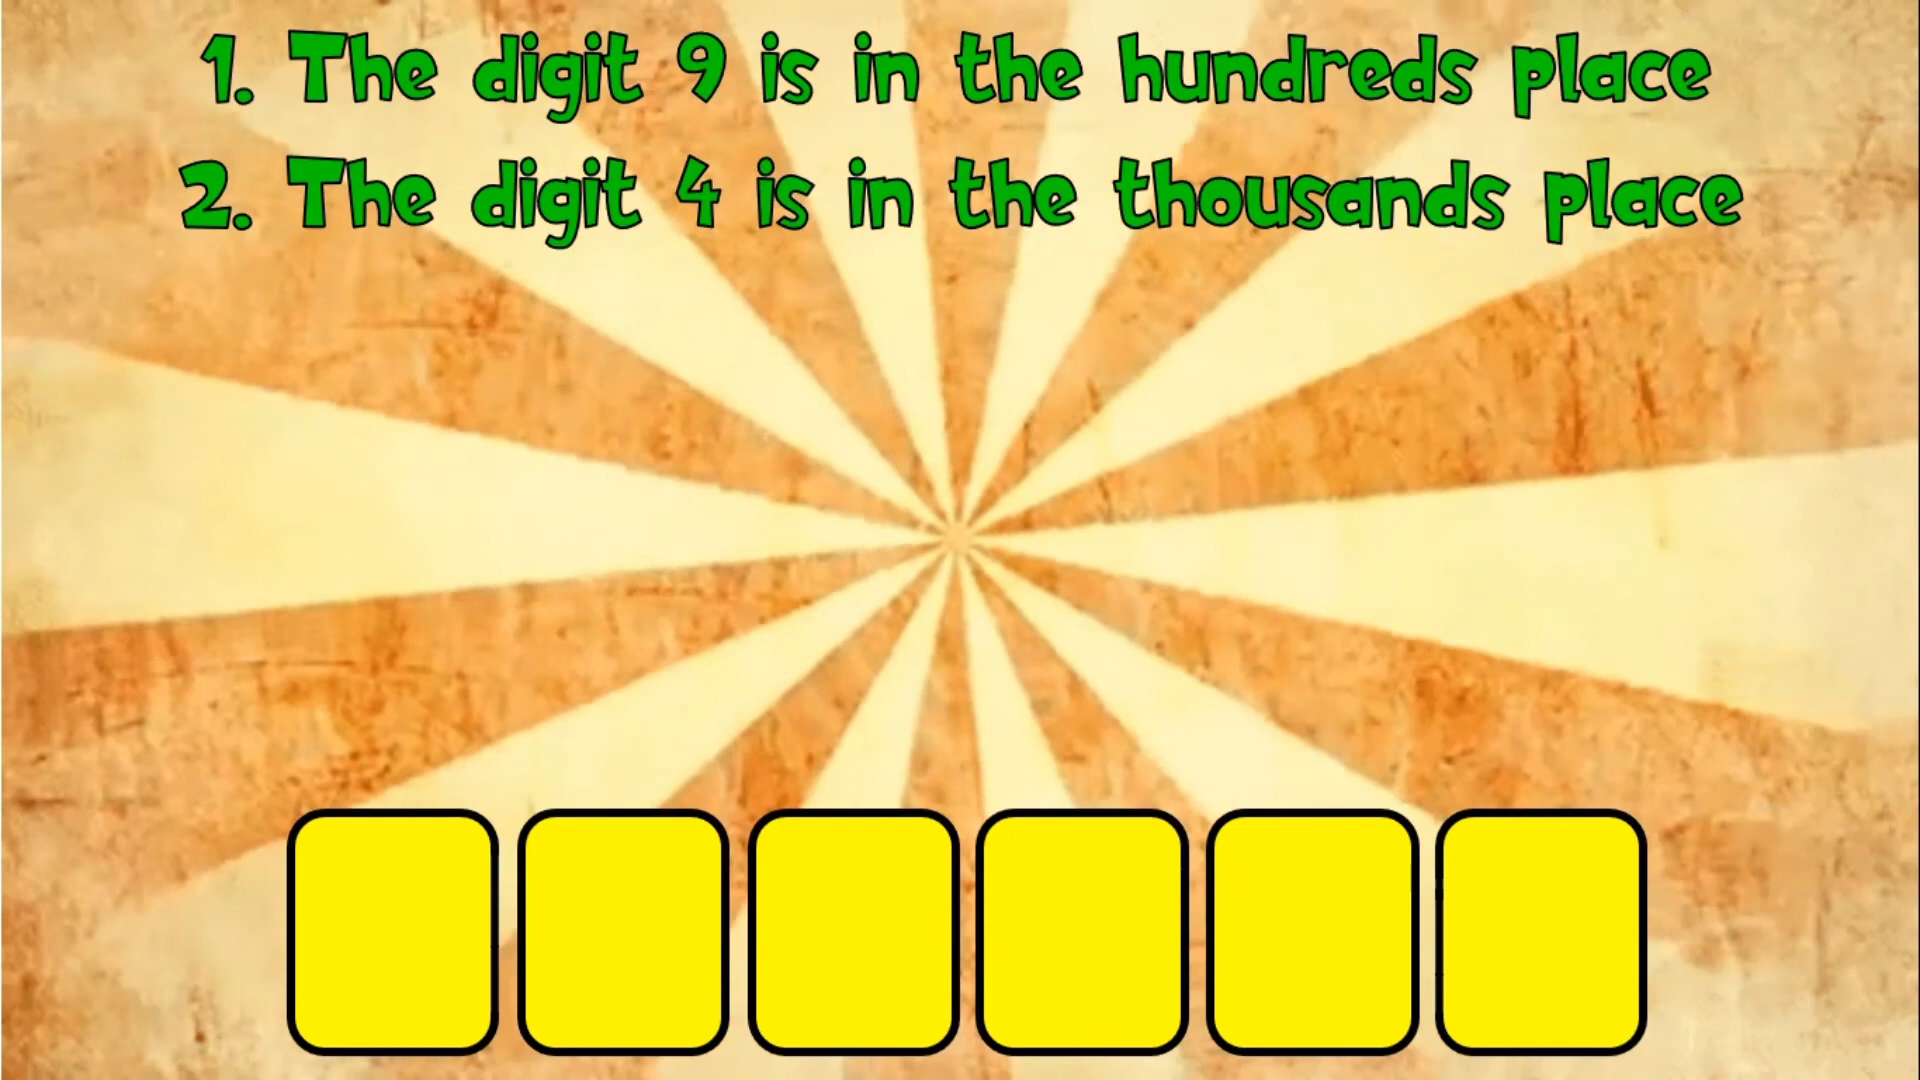 1. The digit 9 is in the hundreds place
2. The digit 4 is in the thousands place